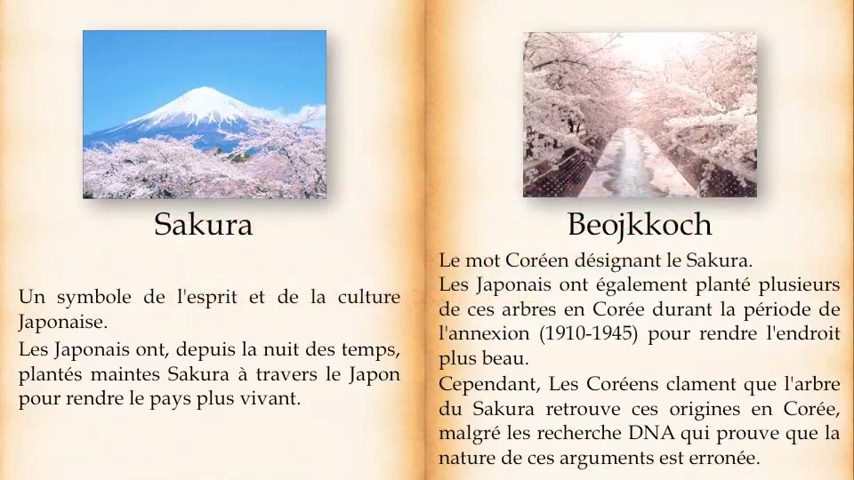 Sakura
Un symbole de l'esprit et de la culture
Japonaise.
Les Japonais ont, depuis la nuit des temps,
plantés maintes Sakura à travers le Japon
pour rendre le pays plus vivant.
Beojkkoch
Le mot Coréen désignant le Sakura.
Les Japonais ont également planté plusieurs
de ces arbres en Corée durant la période de
l'annexion (1910-1945) pour rendre l'endroit
plus beau.
Cependant, Les Coréens clament que l'arbre
du Sakura retrouve ces origines en Corée,
malgré les recherche DNA qui prouve que la
nature de ces arguments est erronée.